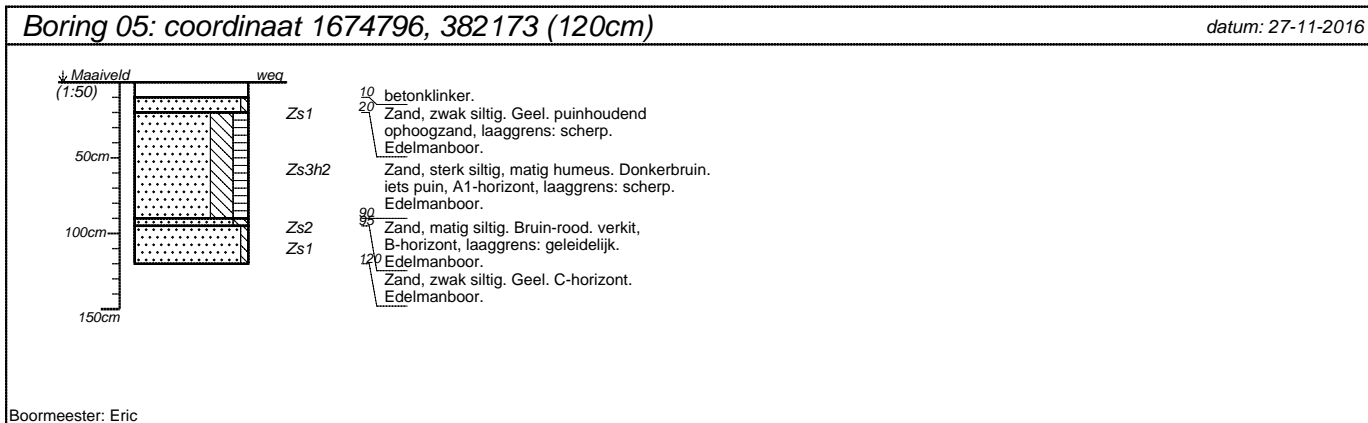 Boring 05: coordinaat 1674796, 382173 (120cm)
datum: 27-11-2016
Maaiveld
weg
(1:50)
10 betonklinker.
Zs1
20 Zand, zwak siltig. Geel. puinhoudend
ophoogzand, laaggrens: scherp.
Edelmanboor.
50cm
Zs3h2
Zand, sterk siltig, matig humeus. Donkerbruin.
iets puin, A1-horizont, laaggrens: scherp.
Edelmanboor.
90
95
Zs2
Zand, matig siltig. Bruin-rood. verkit,
100cm
B-horizont, laaggrens: geleidelijk.
Zs1
120 Edelmanboor.
Zand, zwak siltig. Geel. C-horizont.
Edelmanboor.
150cm
Boormeester: Eric